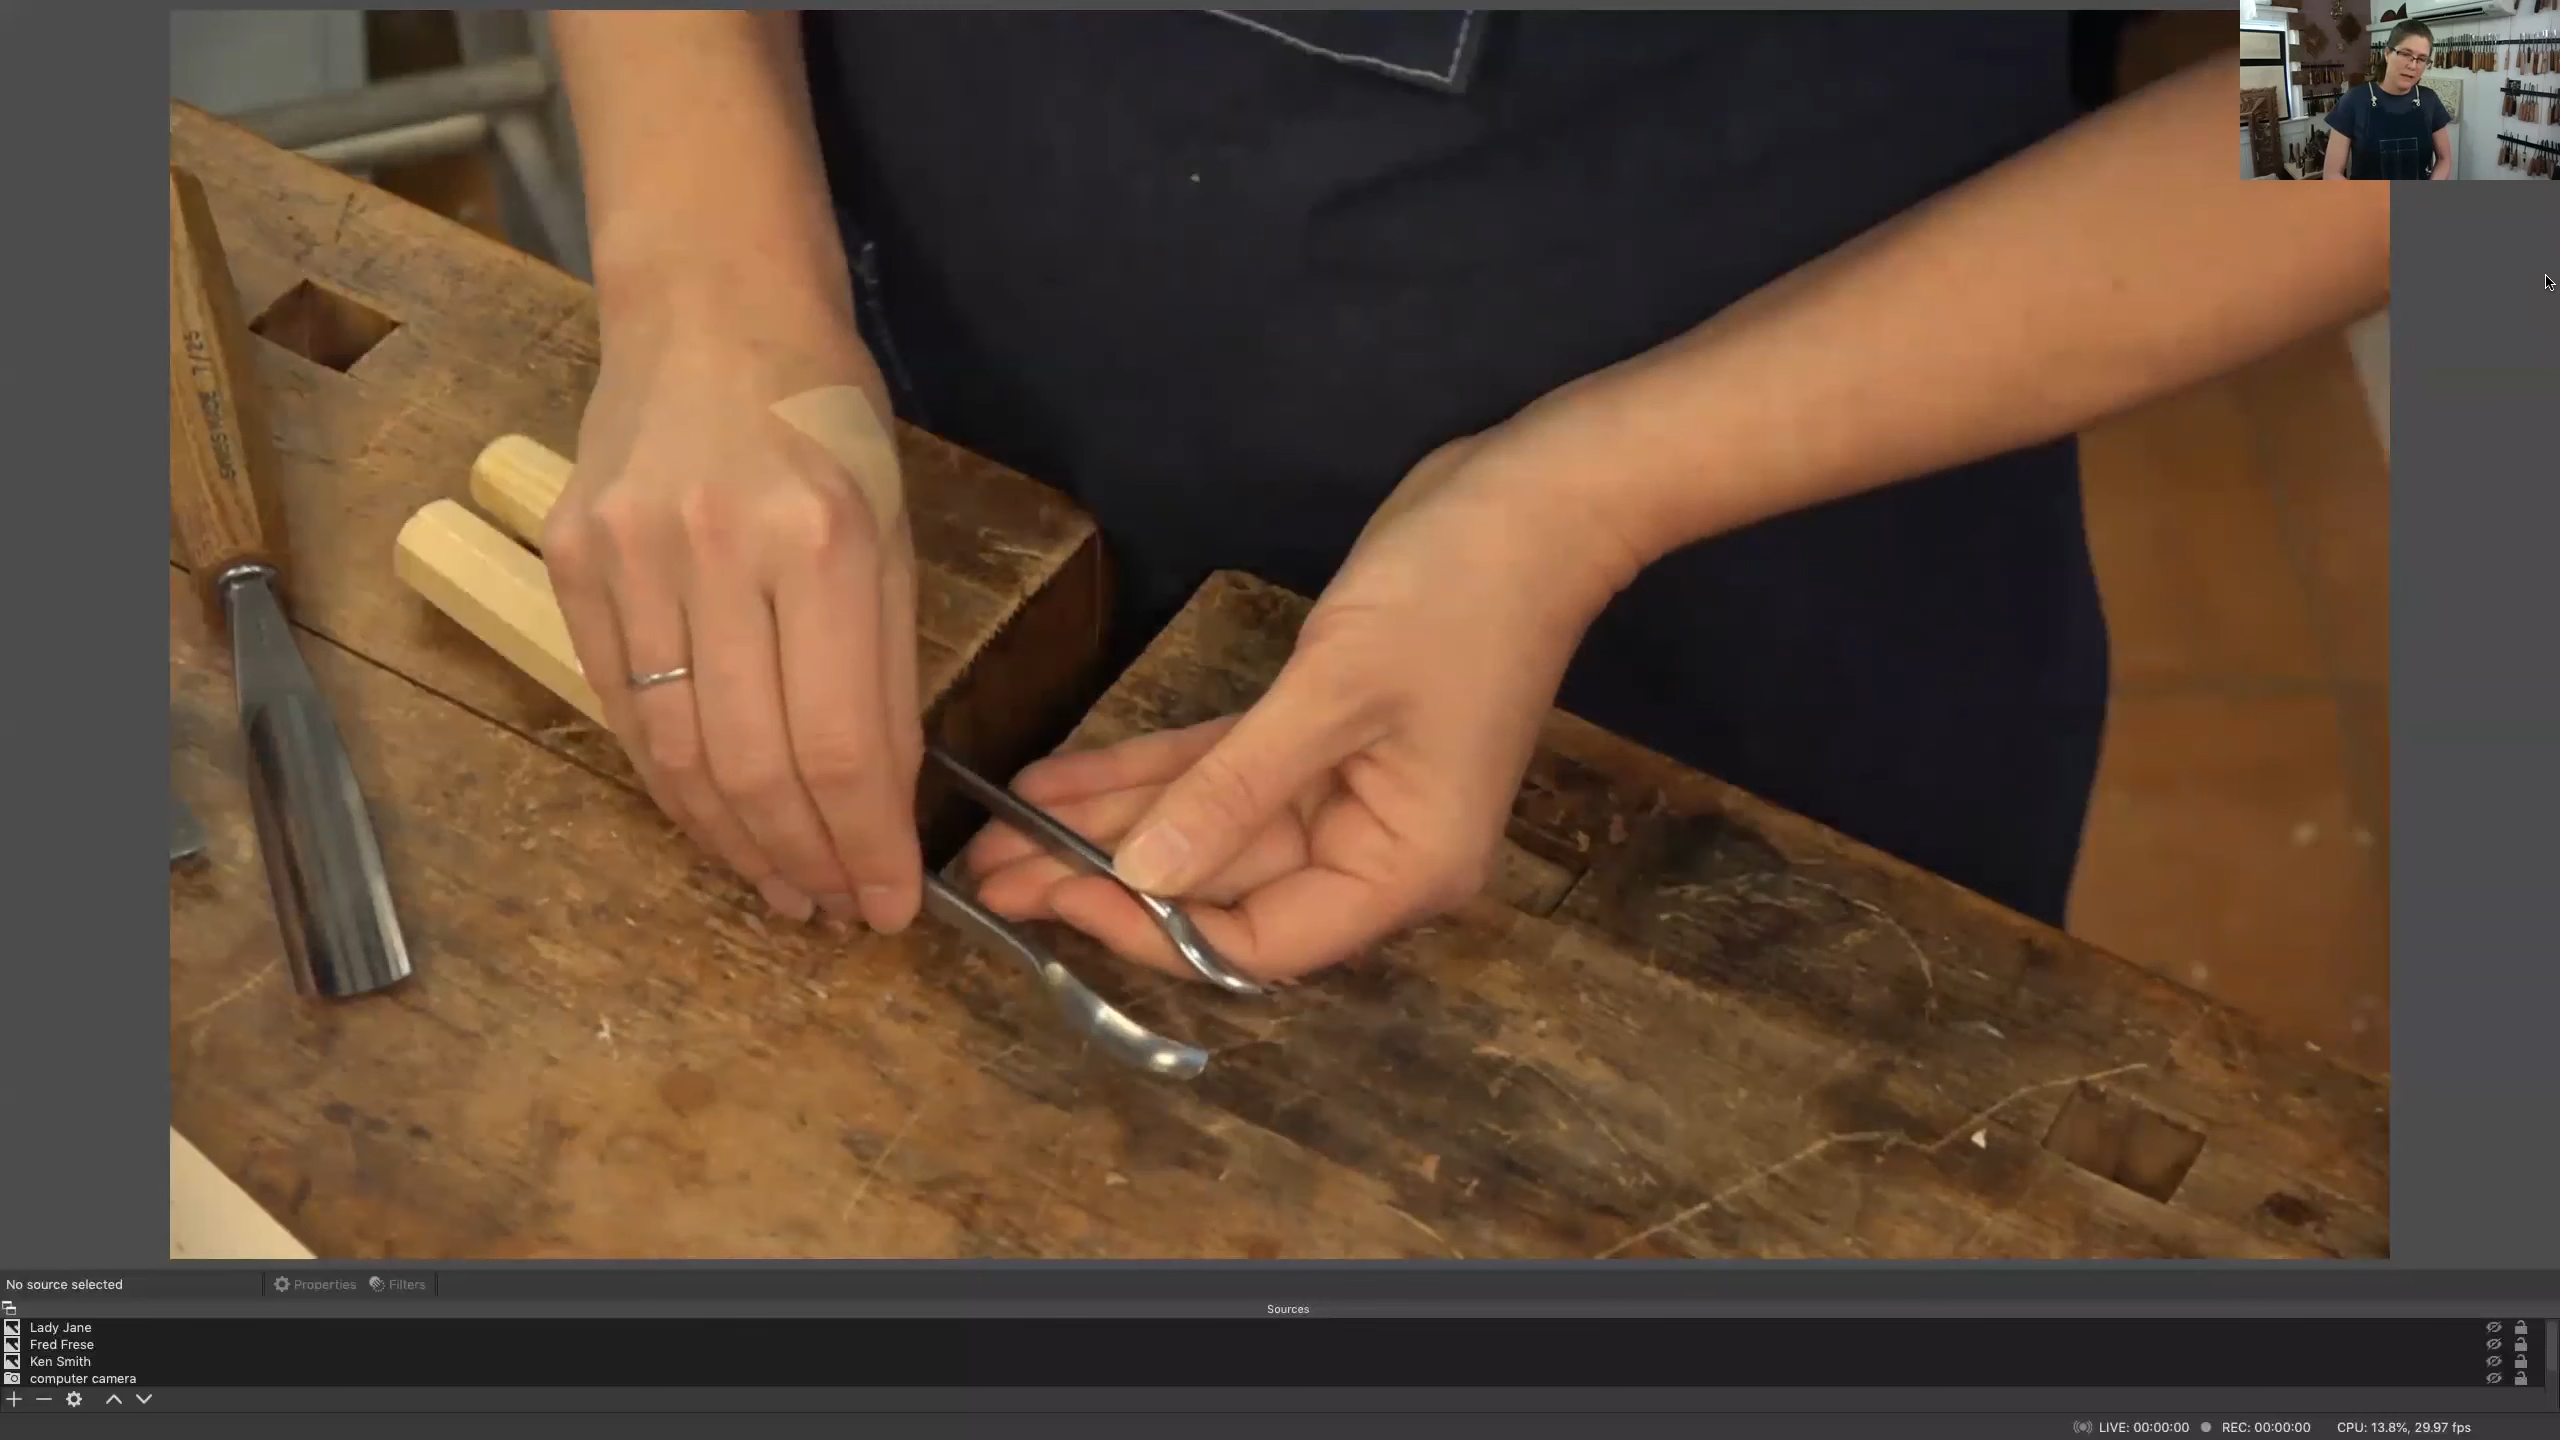 No source selected
Properties
Filters
Sources
Lady Jane
Fred Frese
Ken Smith
computer camera
LIVE: 00:00:00
REC: 00:00:00
CPU: 13.8%, 29.97 fps